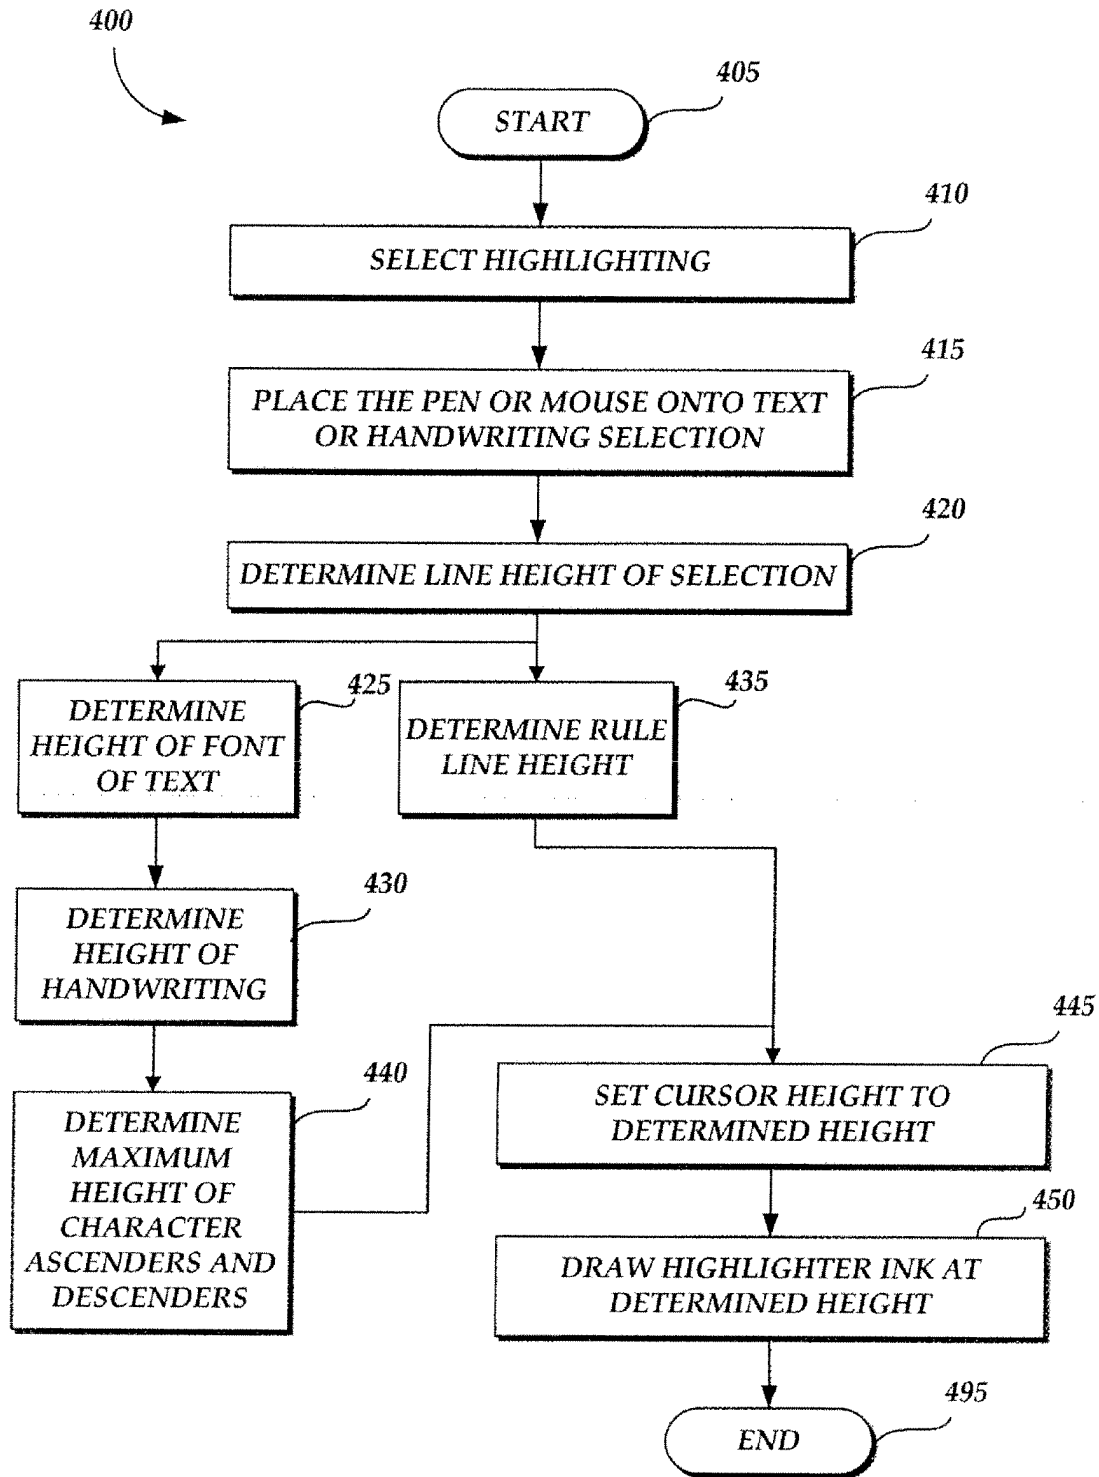 400
405
START
410
SELECT HIGHLIGHTING
415
PLACE THE PEN OR MOUSE ONTO TEXT
OR HANDWRITING SELECTION
420
DETERMINE LINE HEIGHT OF SELECTION
425
DETERMINE
HEIGHT OF FONT
OF TEXT
435
DETERMINE RULE
LINE HEIGHT
430
DETERMINE
HEIGHT OF
HANDWRITING
440
DETERMINE
MAXIMUM
HEIGHT OF
CHARACTER
ASCENDERS AND
DESCENDERS
445
SET CURSOR HEIGHT TO
DETERMINED HEIGHT
450
DRAW HIGHLIGHTER INK AT
DETERMINED HEIGHT
495
END